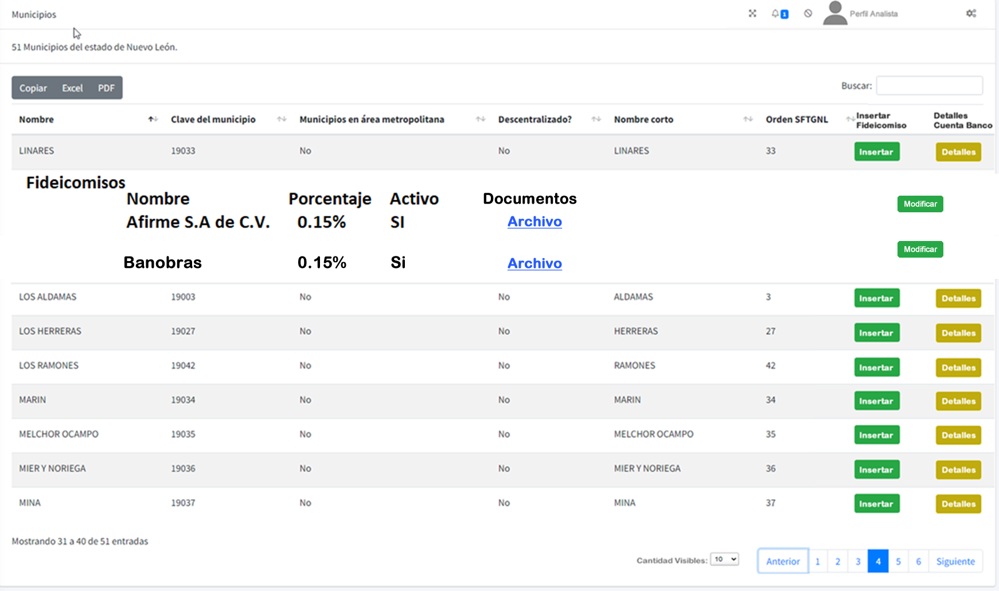 Municipios
1
Perfil Analista
51 Municipios del estado de Nuevo León.
Copiar Excel PDF
Buscar:
Nombre Clave del municipio Municipios en área metropolitana Descentralizado? Nombre corto Orden SFTGNL Insertar Fideicomiso Detalles Cuenta Banco
LINARES 19033 No No LINARES 33 Insertar Detalles
Fideicomisos
Nombre Porcentaje Activo Documentos Modificar
Afirme S.A de C.V. 0.15% SI Archivo
Modificar
Banobras 0.15% Si Archivo
LOS ALDAMAS 19003 No No ALDAMAS 3 Insertar Detalles
LOS HERRERAS 19027 No No HERRERAS 27 Insertar Detalles
LOS RAMONES 19042 No No RAMONES 42 Insertar Detalles
MARIN 19034 No No MARIN 34 Insertar Detalles
MELCHOR OCAMPO 19035 No No MELCHOR OCAMPO 35 Insertar Detalles
MIER Y NORIEGA 19036 No No MIER Y NORIEGA 36 Insertar Detalles
MINA 19037 No No MINA 37 Insertar Detalles
Mostrando 31 a 40 de 51 entradas
Cantidad Visibles: 10 Anterior 1 2 3 4 5 6 Siguiente